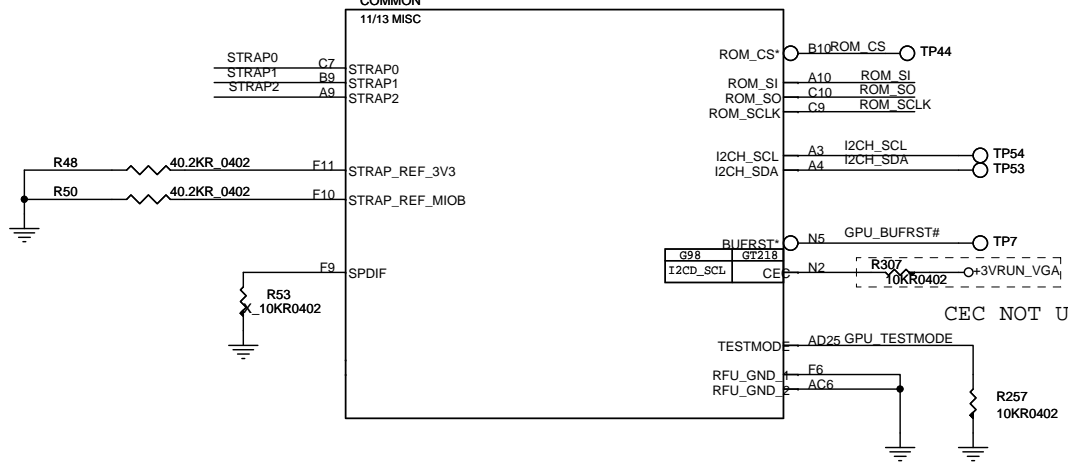 COMMON
11/13 MISC
STRAP0 C7 STRAP0
STRAP1 B9 STRAP1
STRAP2 A9 STRAP2
R48 40.2KR_0402 F11 STRAP_REF_3V3
R50 40.2KR_0402 F10 STRAP_REF_MIOB
F9 SPDIF
R53
X_10KR0402
ROM_CS* B10 ROM_CS TP44
ROM_SI A10 ROM_SI
ROM_SO C10 ROM_SO
ROM_SCLK C9 ROM_SCLK
I2CH_SCL A3 I2CH_SCL TP54
I2CH_SDA A4 I2CH_SDA TP53
BUFRST* N5 GPU_BUFRST# TP7
G98 GT218
I2CD_SCL CEC N2 R307 +3VRUN_VGA
10KR0402
CEC NOT U
TESTMODE AD25 GPU_TESTMODE
RFU_GND_1 F6
RFU_GND_2 AC6
R257
10KR0402